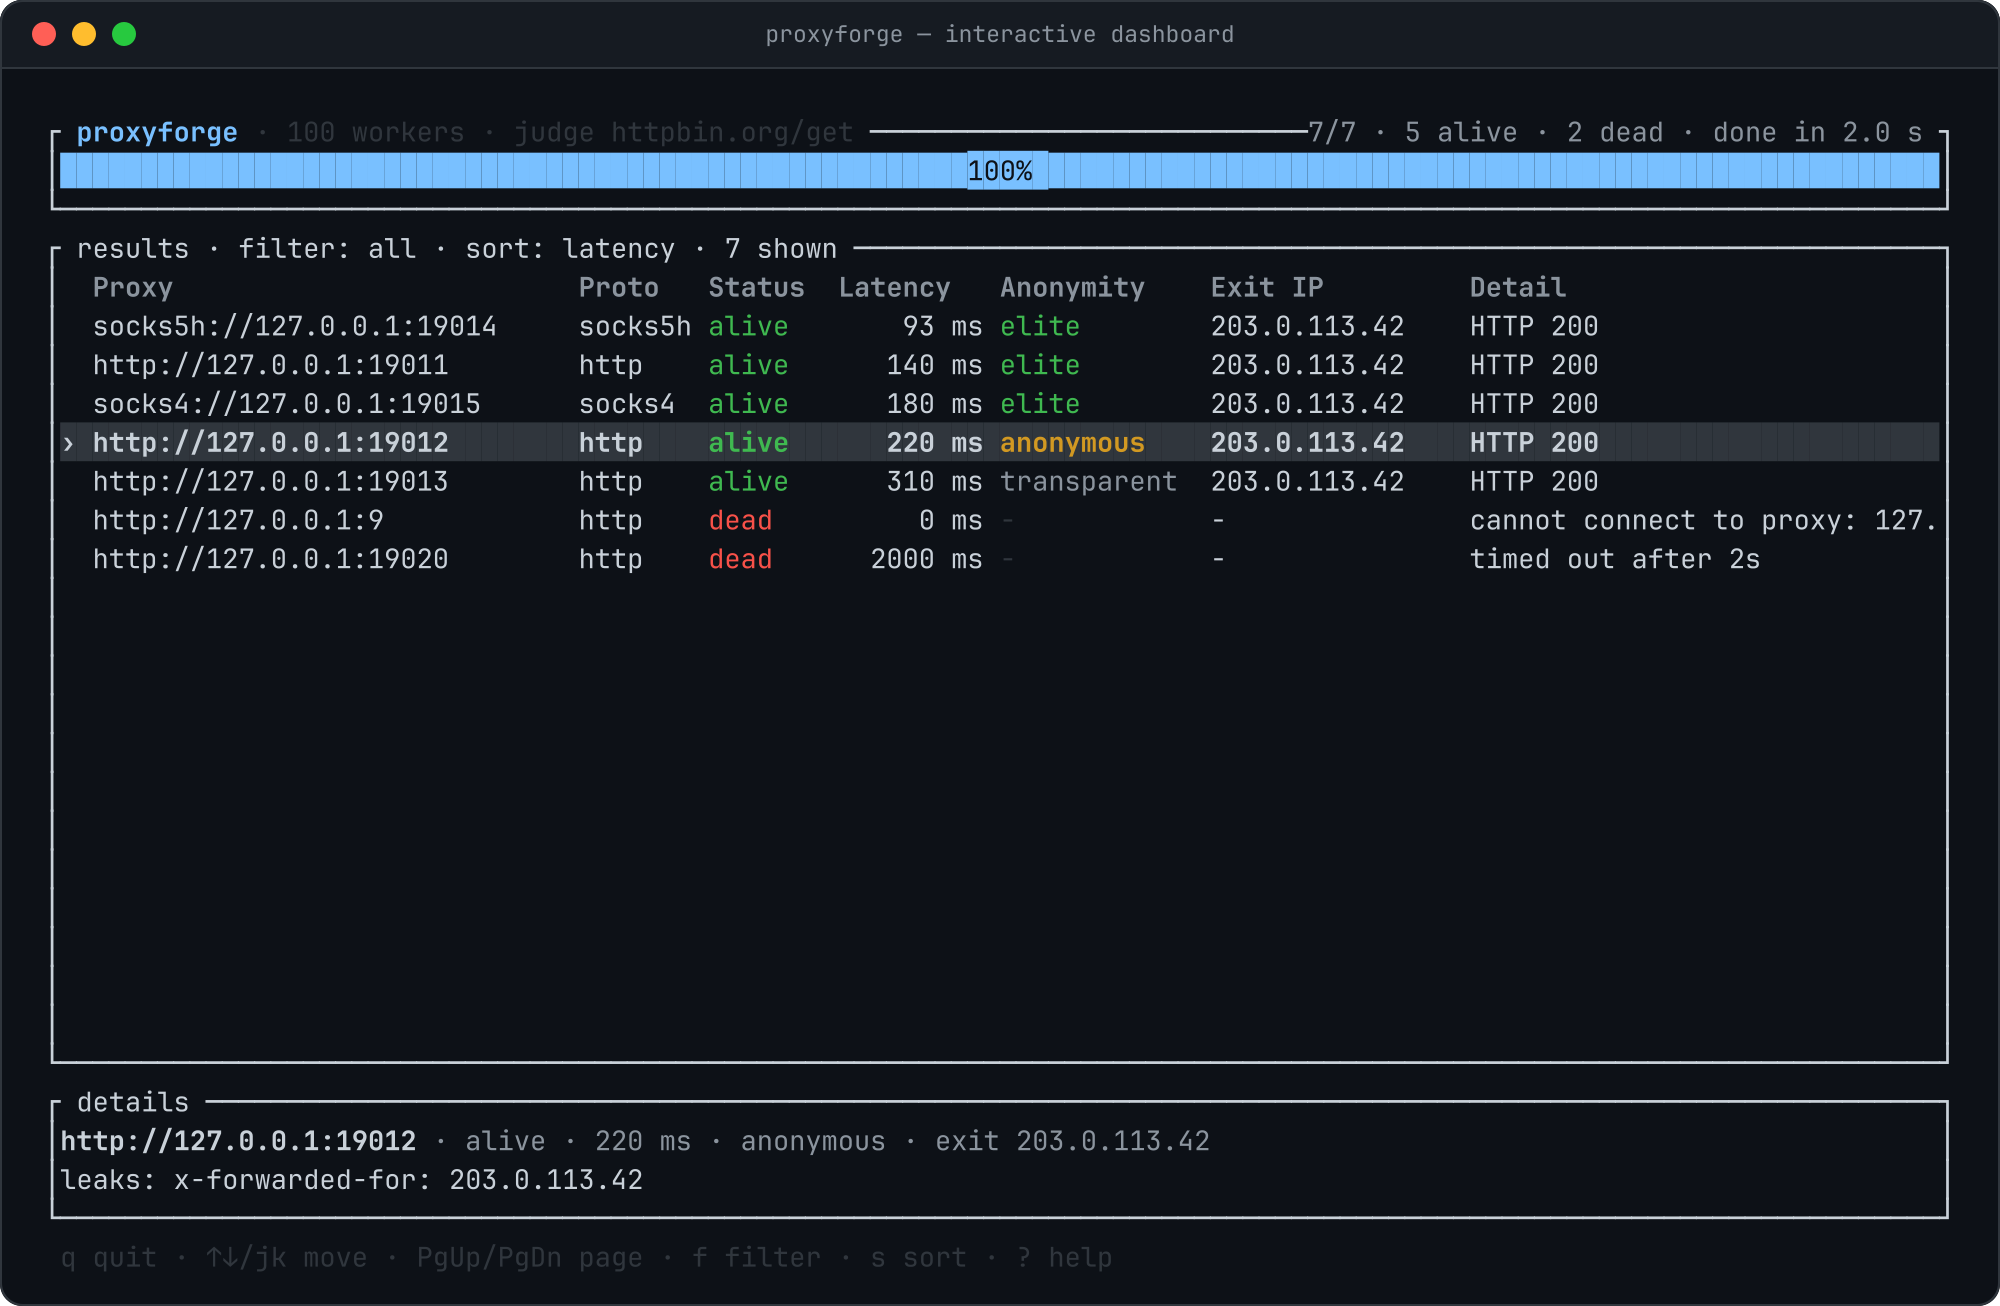 proxyforge — interactive dashboard
proxyforge · 100 workers · judge httpbin.org/get 7/7 · 5 alive · 2 dead · done in 2.0 s
100%
results · filter: all · sort: latency · 7 shown
Proxy Proto Status Latency Anonymity Exit IP Detail
socks5h://127.0.0.1:19014 socks5h alive 93 ms elite 203.0.113.42 HTTP 200
http://127.0.0.1:19011 http alive 140 ms elite 203.0.113.42 HTTP 200
socks4://127.0.0.1:19015 socks4 alive 180 ms elite 203.0.113.42 HTTP 200
› http://127.0.0.1:19012 http alive 220 ms anonymous 203.0.113.42 HTTP 200
http://127.0.0.1:19013 http alive 310 ms transparent 203.0.113.42 HTTP 200
http://127.0.0.1:9 http dead 0 ms - - cannot connect to proxy: 127.
http://127.0.0.1:19020 http dead 2000 ms - - timed out after 2s
details
http://127.0.0.1:19012 · alive · 220 ms · anonymous · exit 203.0.113.42
leaks: x-forwarded-for: 203.0.113.42
q quit · ↑↓/jk move · PgUp/PgDn page · f filter · s sort · ? help